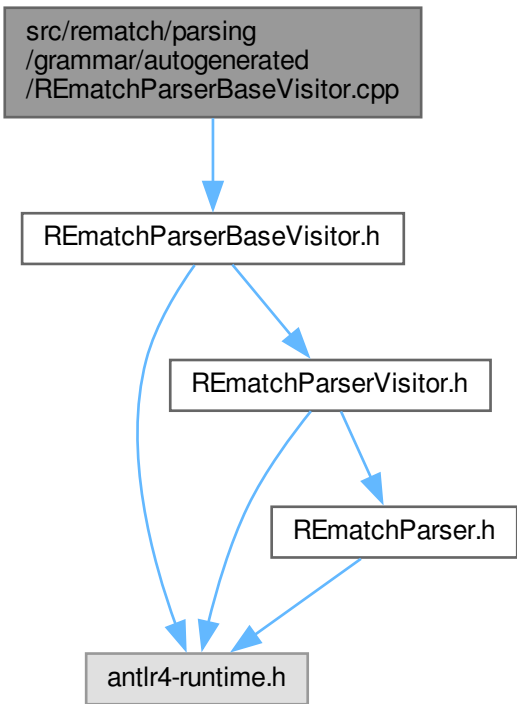 src/rematch/parsing
/grammar/autogenerated
/REmatchParserBaseVisitor.cpp
REmatchParserBaseVisitor.h
REmatchParserVisitor.h
REmatchParser.h
antlr4-runtime.h